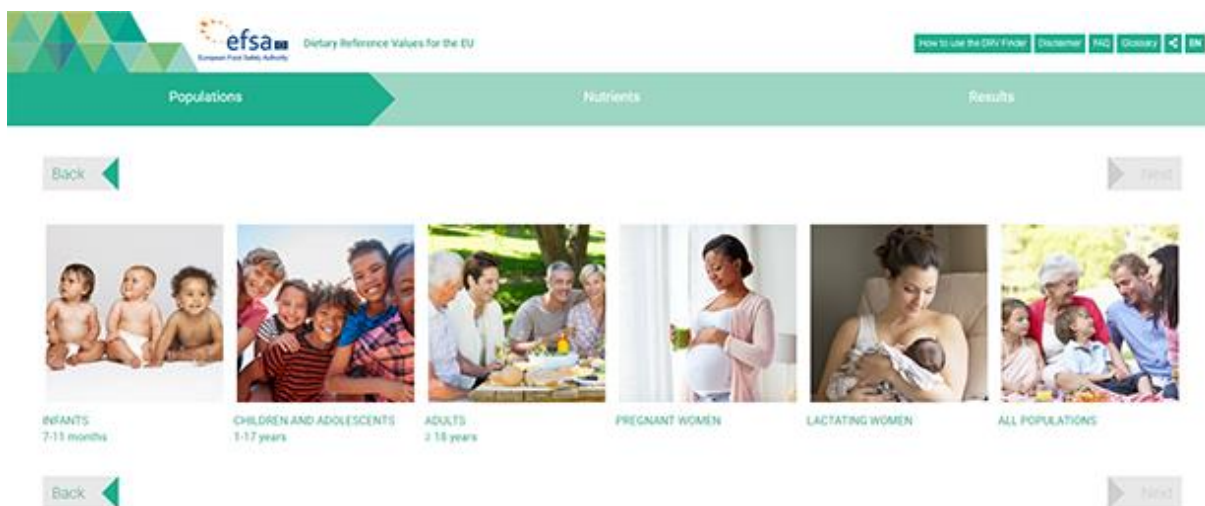 efsa
European Food Safety Authority
Dietary Reference Values for the EU
How to use the DRV Finder Disclaimer FAQ Glossary EN
Populations Nutrients Results
Back Next
INFANTS
7-11 months
CHILDREN AND ADOLESCENTS
1-17 years
ADULTS
≥ 18 years
PREGNANT WOMEN
LACTATING WOMEN
ALL POPULATIONS
Back Next